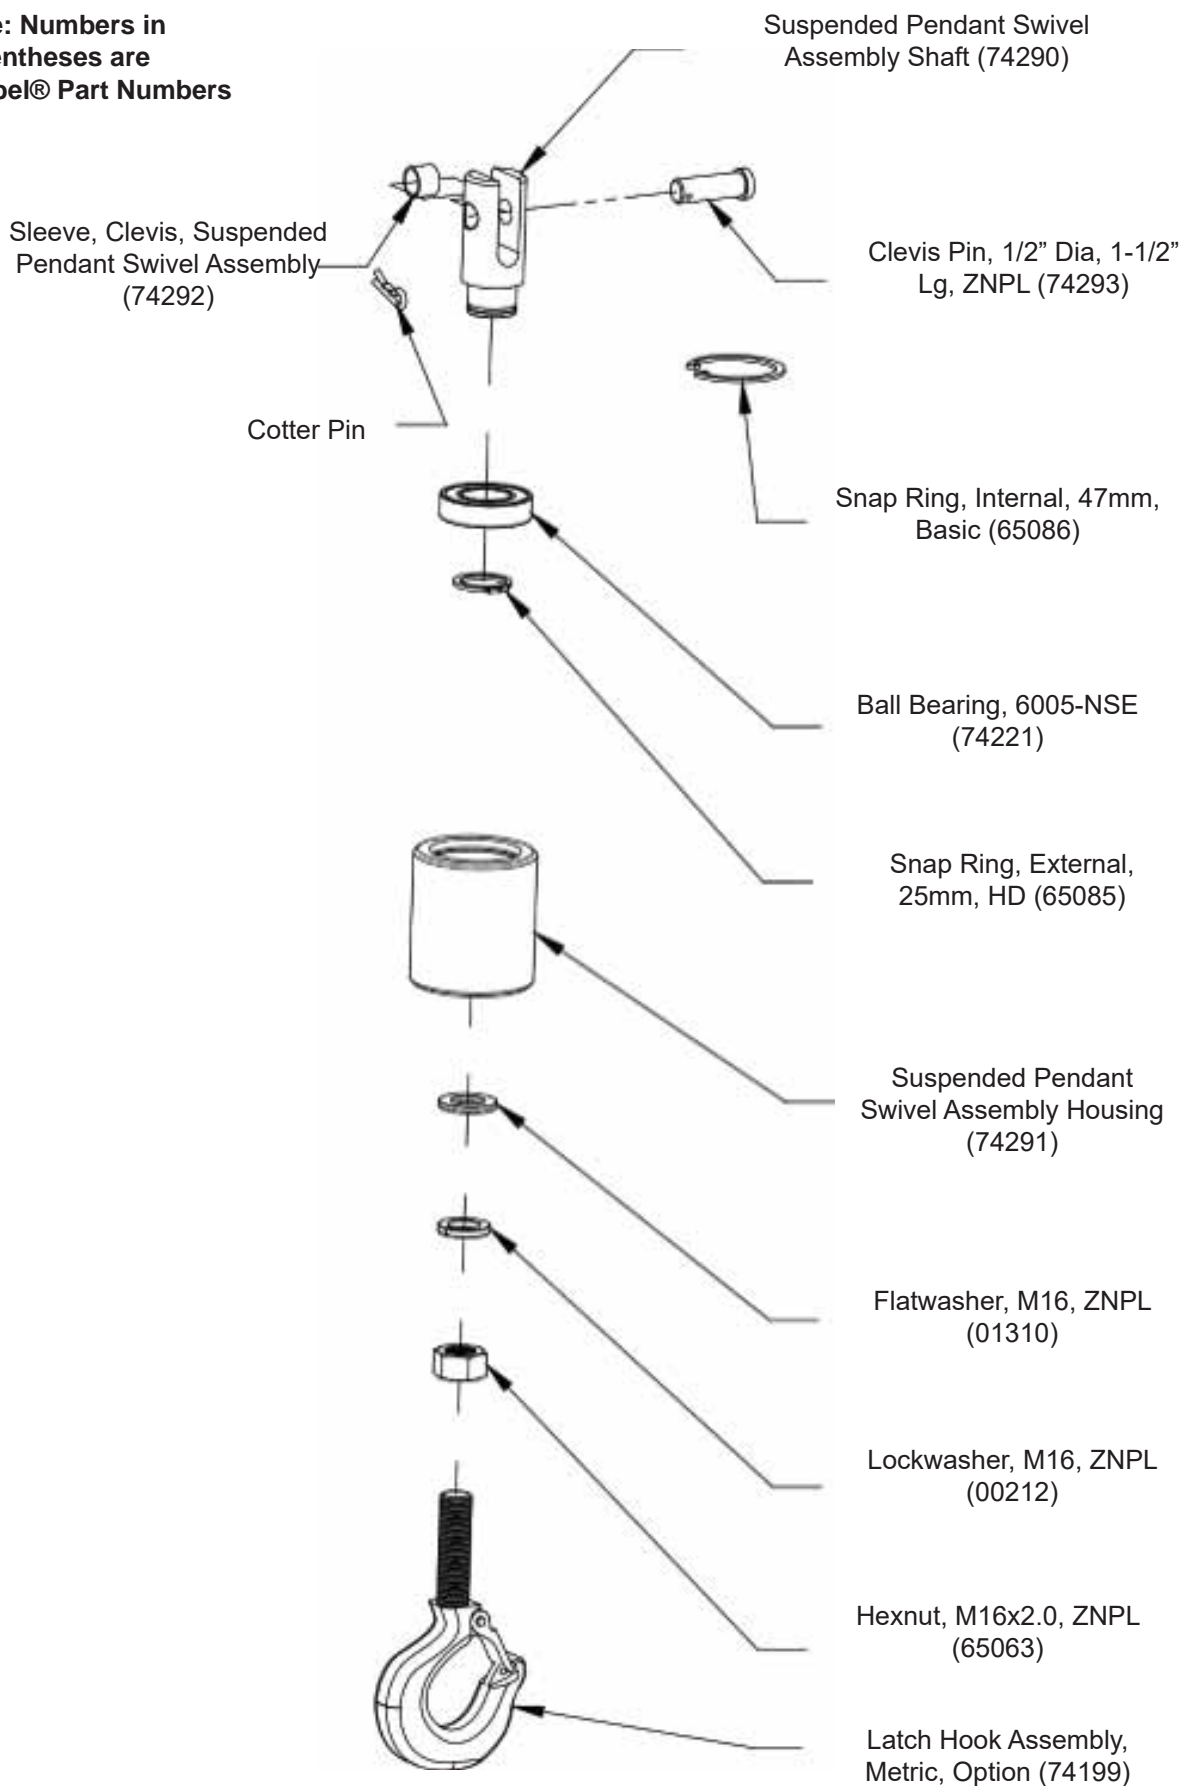 e: Numbers in
entheses are
bel® Part Numbers
Suspended Pendant Swivel
Assembly Shaft (74290)
Sleeve, Clevis, Suspended
Pendant Swivel Assembly
(74292)
Clevis Pin, 1/2” Dia, 1-1/2”
Lg, ZNPL (74293)
Cotter Pin
Snap Ring, Internal, 47mm,
Basic (65086)
Ball Bearing, 6005-NSE
(74221)
Snap Ring, External,
25mm, HD (65085)
Suspended Pendant
Swivel Assembly Housing
(74291)
Flatwasher, M16, ZNPL
(01310)
Lockwasher, M16, ZNPL
(00212)
Hexnut, M16x2.0, ZNPL
(65063)
Latch Hook Assembly,
Metric, Option (74199)